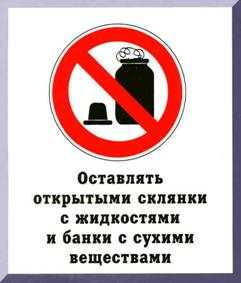 Оставлять
открытыми склянки
с жидкостями
и банки с сухими
веществами